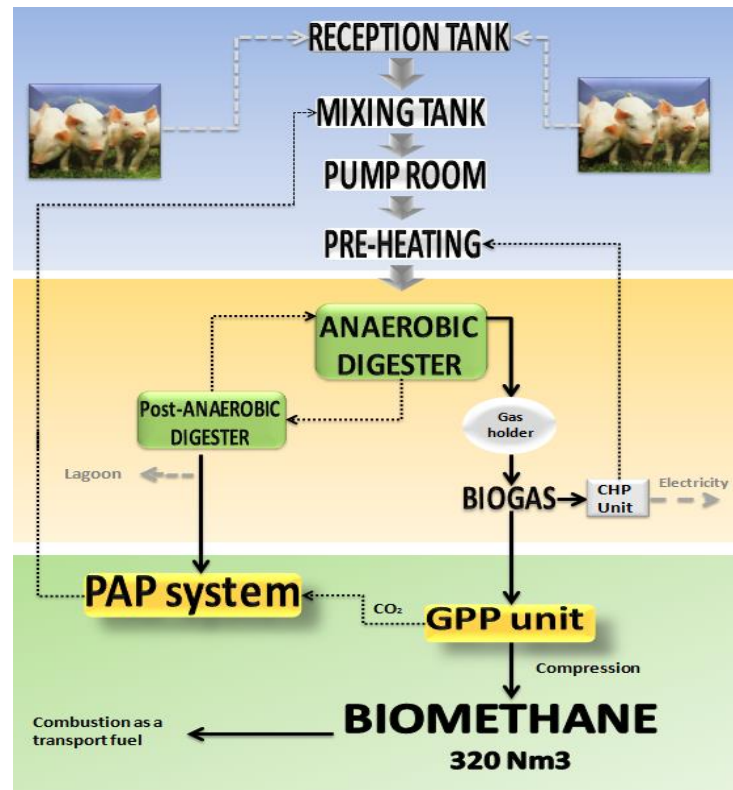 RECEPTION TANK
MIXING TANK
PUMP ROOM
PRE-HEATING
ANAEROBIC
DIGESTER
Post-ANAEROBIC
DIGESTER
Gas
holder
Lagoon
BIOGAS
CHP
Unit
Electricity
PAP system
CO₂
GPP unit
Compression
BIOMETHANE
320 Nm3
Combustion as a
transport fuel